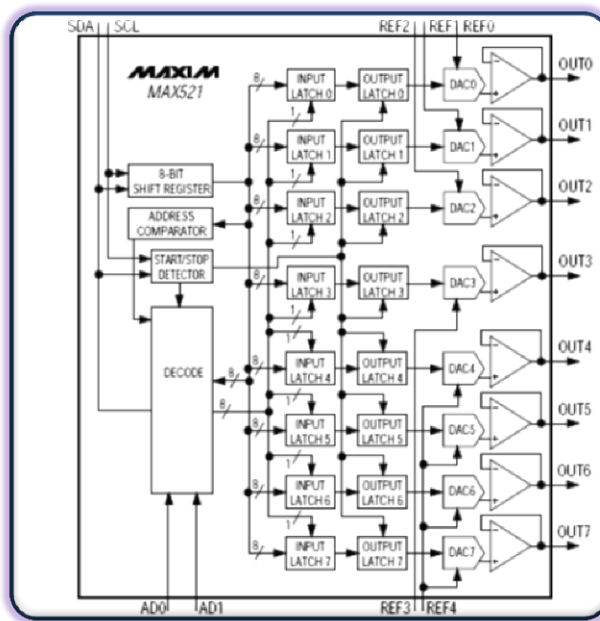 SDA SCL REF2 REF1 REF0
MAXIM
MAX521
8-BIT
SHIFT REGISTER
ADDRESS
COMPARATOR
START/STOP
DETECTOR
DECODE
8
8
8 INPUT
LATCH 0
OUTPUT
LATCH 0
DAC0
OUT0
1
8 INPUT
LATCH 1
OUTPUT
LATCH 1
DAC1
OUT1
1
8 INPUT
LATCH 2
OUTPUT
LATCH 2
DAC2
OUT2
1
8 INPUT
LATCH 3
OUTPUT
LATCH 3
DAC3
OUT3
1
1
8 INPUT
LATCH 4
OUTPUT
LATCH 4
DAC4
OUT4
1
8 INPUT
LATCH 5
OUTPUT
LATCH 5
DAC5
OUT5
1
8 INPUT
LATCH 6
OUTPUT
LATCH 6
DAC6
OUT6
1
8 INPUT
LATCH 7
OUTPUT
LATCH 7
DAC7
OUT7
AD0 AD1 REF3 REF4